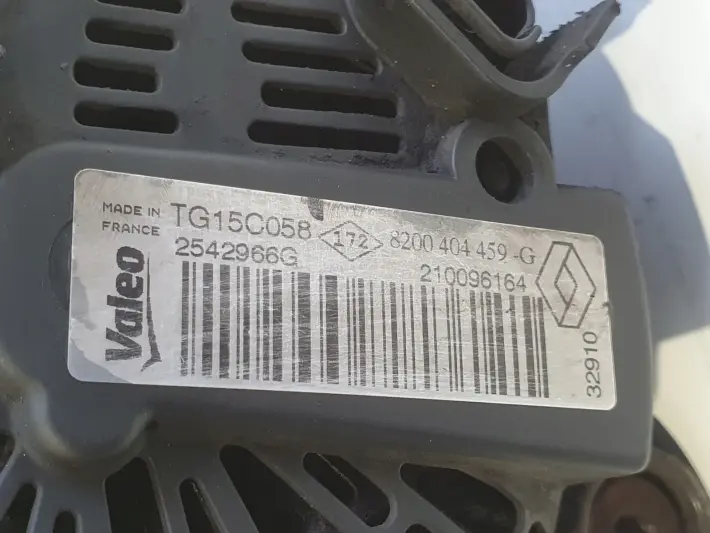 MADE IN
FRANCE
TG15C058
172
8200 404 459 -G
2542966G
210096164
Valeo
32910